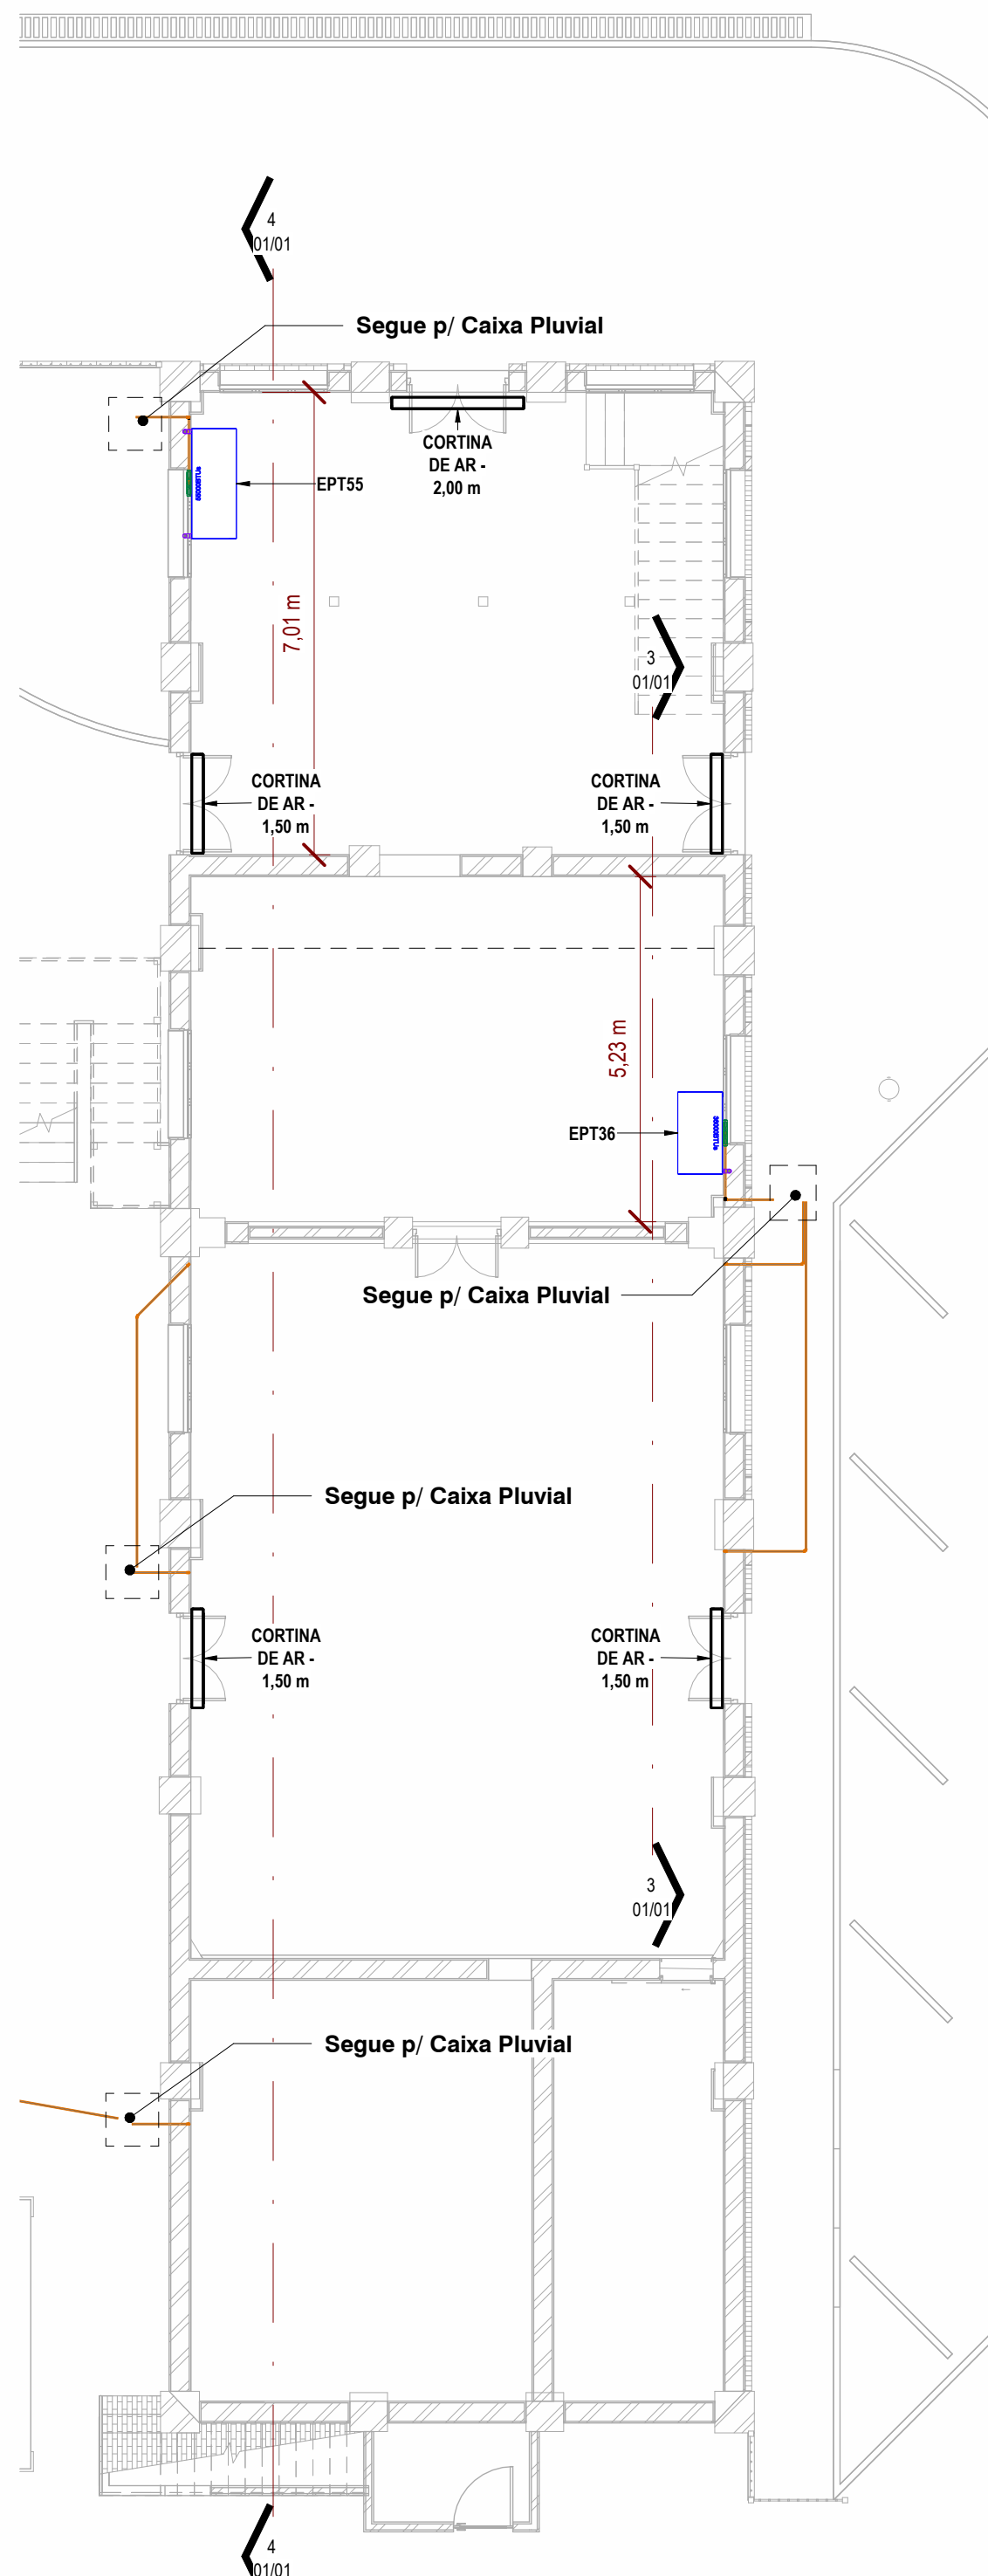 4
01/01
Segue p/ Caixa Pluvial
CORTINA
DE AR -
2,00 m
55000BTUs
EPT55
7,01 m
3
01/01
CORTINA
DE AR -
1,50 m
CORTINA
DE AR -
1,50 m
5,23 m
EPT36
36000BTUs
Segue p/ Caixa Pluvial
Segue p/ Caixa Pluvial
CORTINA
DE AR -
1,50 m
CORTINA
DE AR -
1,50 m
3
01/01
Segue p/ Caixa Pluvial
4
01/01